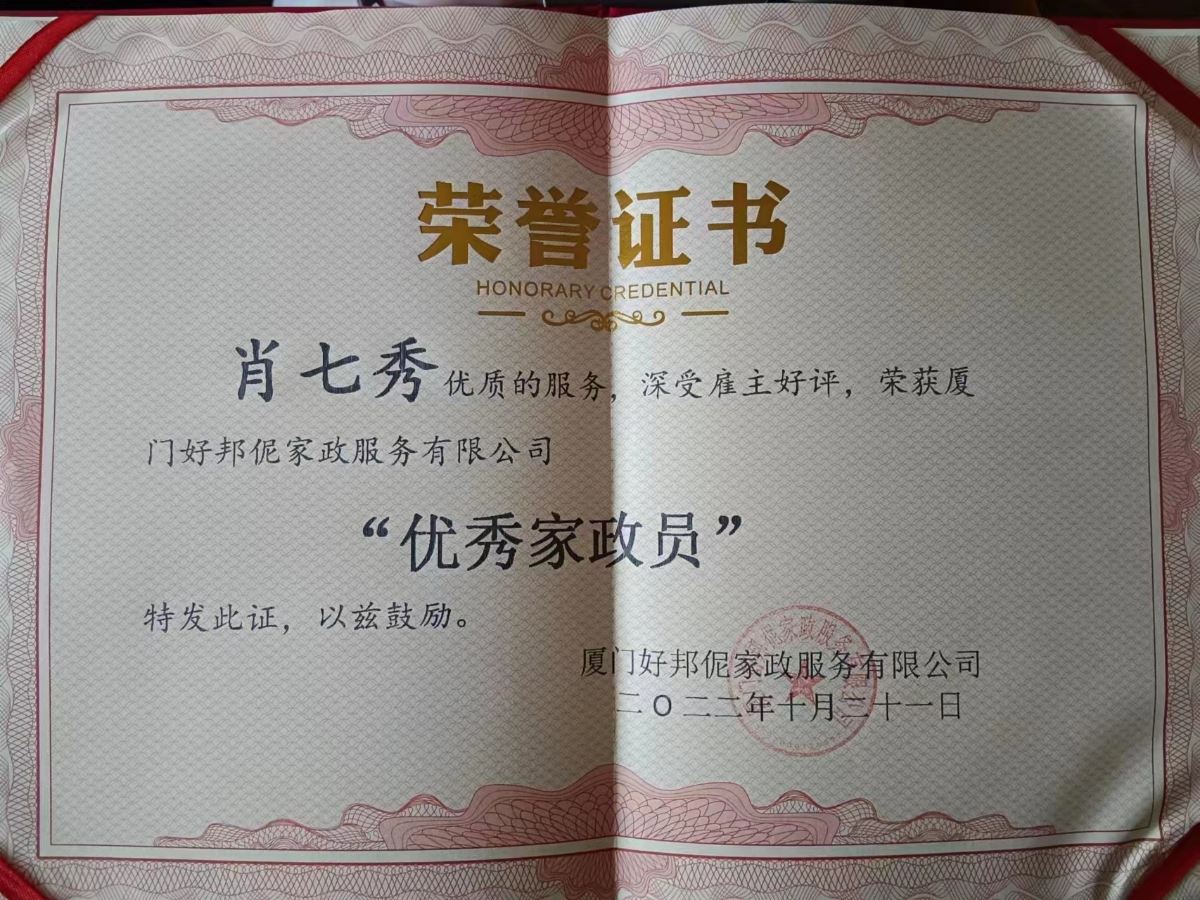 荣誉证书
HONORARY CREDENTIAL
肖七秀优质的服务，深受雇主好评，荣获厦
门好邦伲家政服务有限公司
“优秀家政员”
特发此证，以兹鼓励。
厦门好邦伲家政服务有限公司
二〇二二年十月二十一日